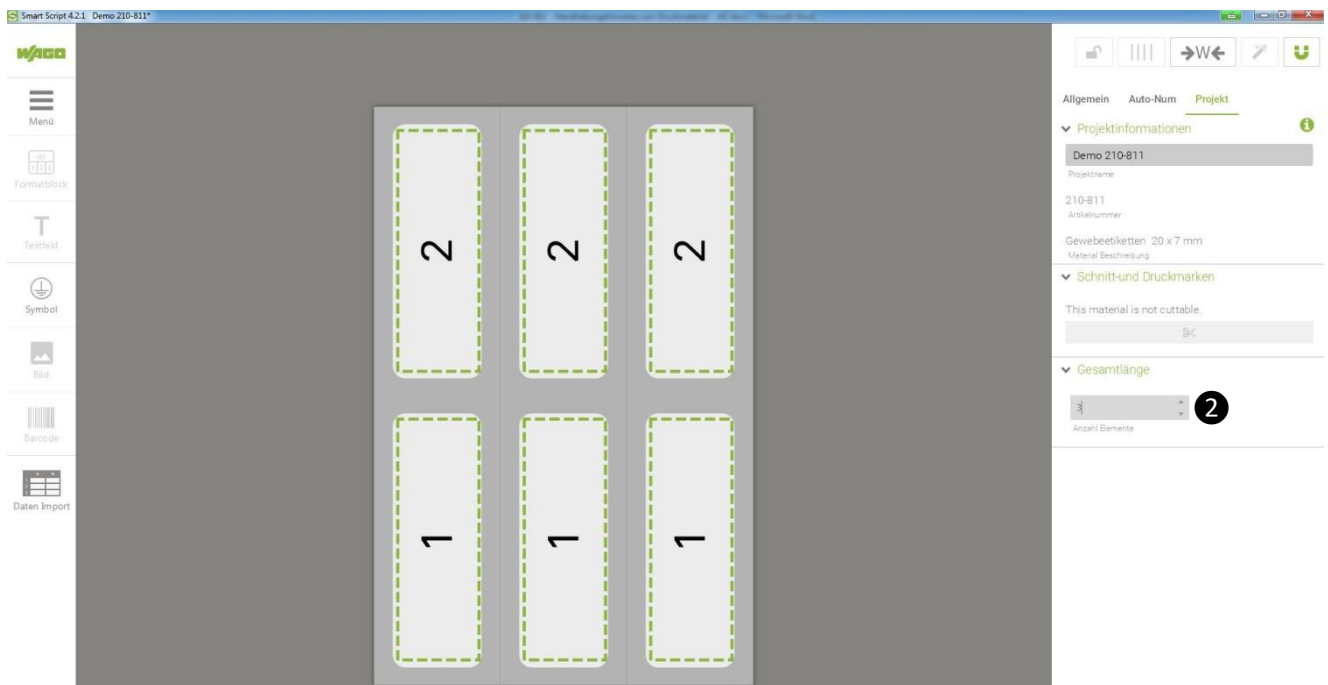 Smart Script 4.2.1 Demo 210-811*
WAGO
Menü
Formatblock
Textfeld
Symbol
Bild
Barcode
Daten Import
2 2 2
1 1 1
→W←
Allgemein Auto-Num Projekt
Projektinformationen
Demo 210-811
Projektname
210-811
Artikelnummer
Gewebeetiketten 20 x 7 mm
Material Beschreibung
Schnitt-und Druckmarken
This material is not cuttable.
Gesamtlänge
3
2
Anzahl Elemente